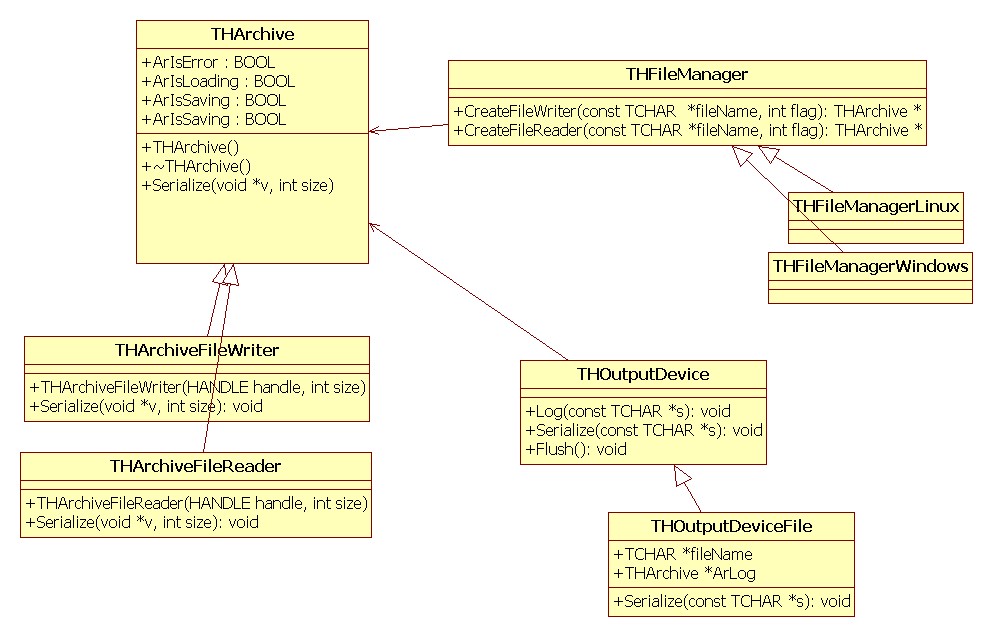 THArchive
+ArIsError : BOOL
+ArIsLoading : BOOL
+ArIsSaving : BOOL
+ArIsSaving : BOOL
+THArchive()
+~THArchive()
+Serialize(void *v, int size)
THFileManager
+CreateFileWriter(const TCHAR *fileName, int flag): THArchive *
+CreateFileReader(const TCHAR *fileName, int flag): THArchive *
THFileManagerLinux
THFileManagerWindows
THArchiveFileWriter
+THArchiveFileWriter(HANDLE handle, int size)
+Serialize(void *v, int size): void
THArchiveFileReader
+THArchiveFileReader(HANDLE handle, int size)
+Serialize(void *v, int size): void
THOutputDevice
+Log(const TCHAR *s): void
+Serialize(const TCHAR *s): void
+Flush(): void
THOutputDeviceFile
+TCHAR *fileName
+THArchive *ArLog
+Serialize(const TCHAR *s): void